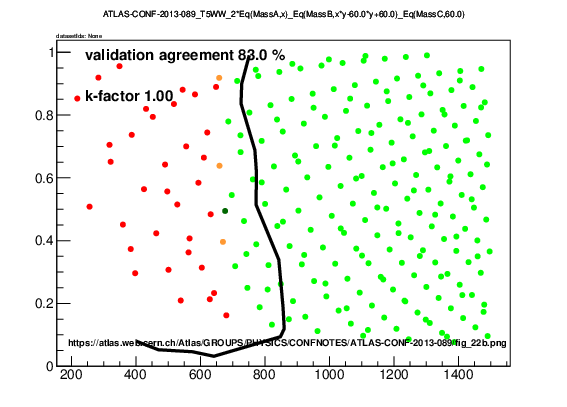 ATLAS-CONF-2013-089_T5WW_2*Eq(MassA,x)_Eq(MassB,x*y-60.0*y+60.0)_Eq(MassC,60.0)
datasetIds: None
1
validation agreement 83.0 %
k-factor 1.00
0.8
0.6
0.4
0.2
https://atlas.web.cern.ch/Atlas/GROUPS/PHYSICS/CONFNOTES/ATLAS-CONF-2013-089/fig_22b.png
0
200 400 600 800 1000 1200 1400